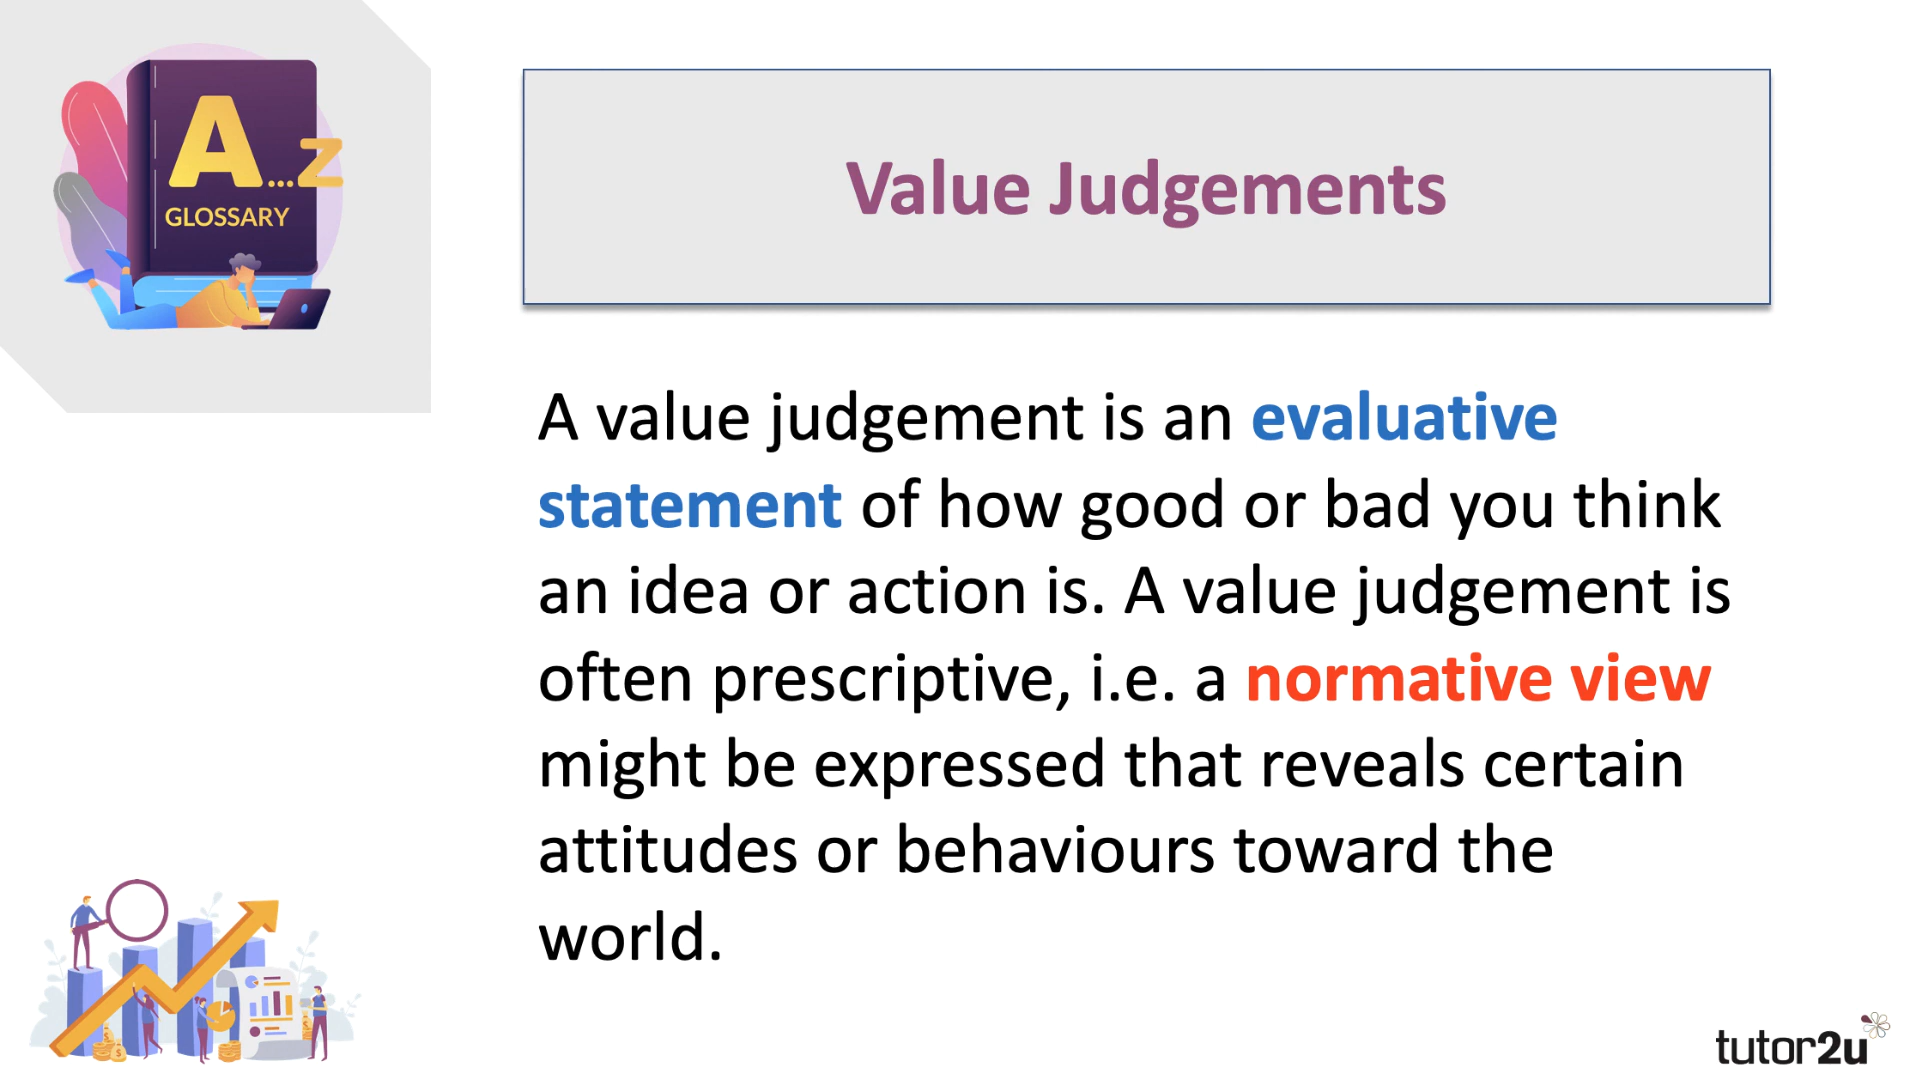 A...Z
GLOSSARY
Value Judgements
A value judgement is an evaluative
statement of how good or bad you think
an idea or action is. A value judgement is
often prescriptive, i.e. a normative view
might be expressed that reveals certain
attitudes or behaviours toward the
world.
tutor2u